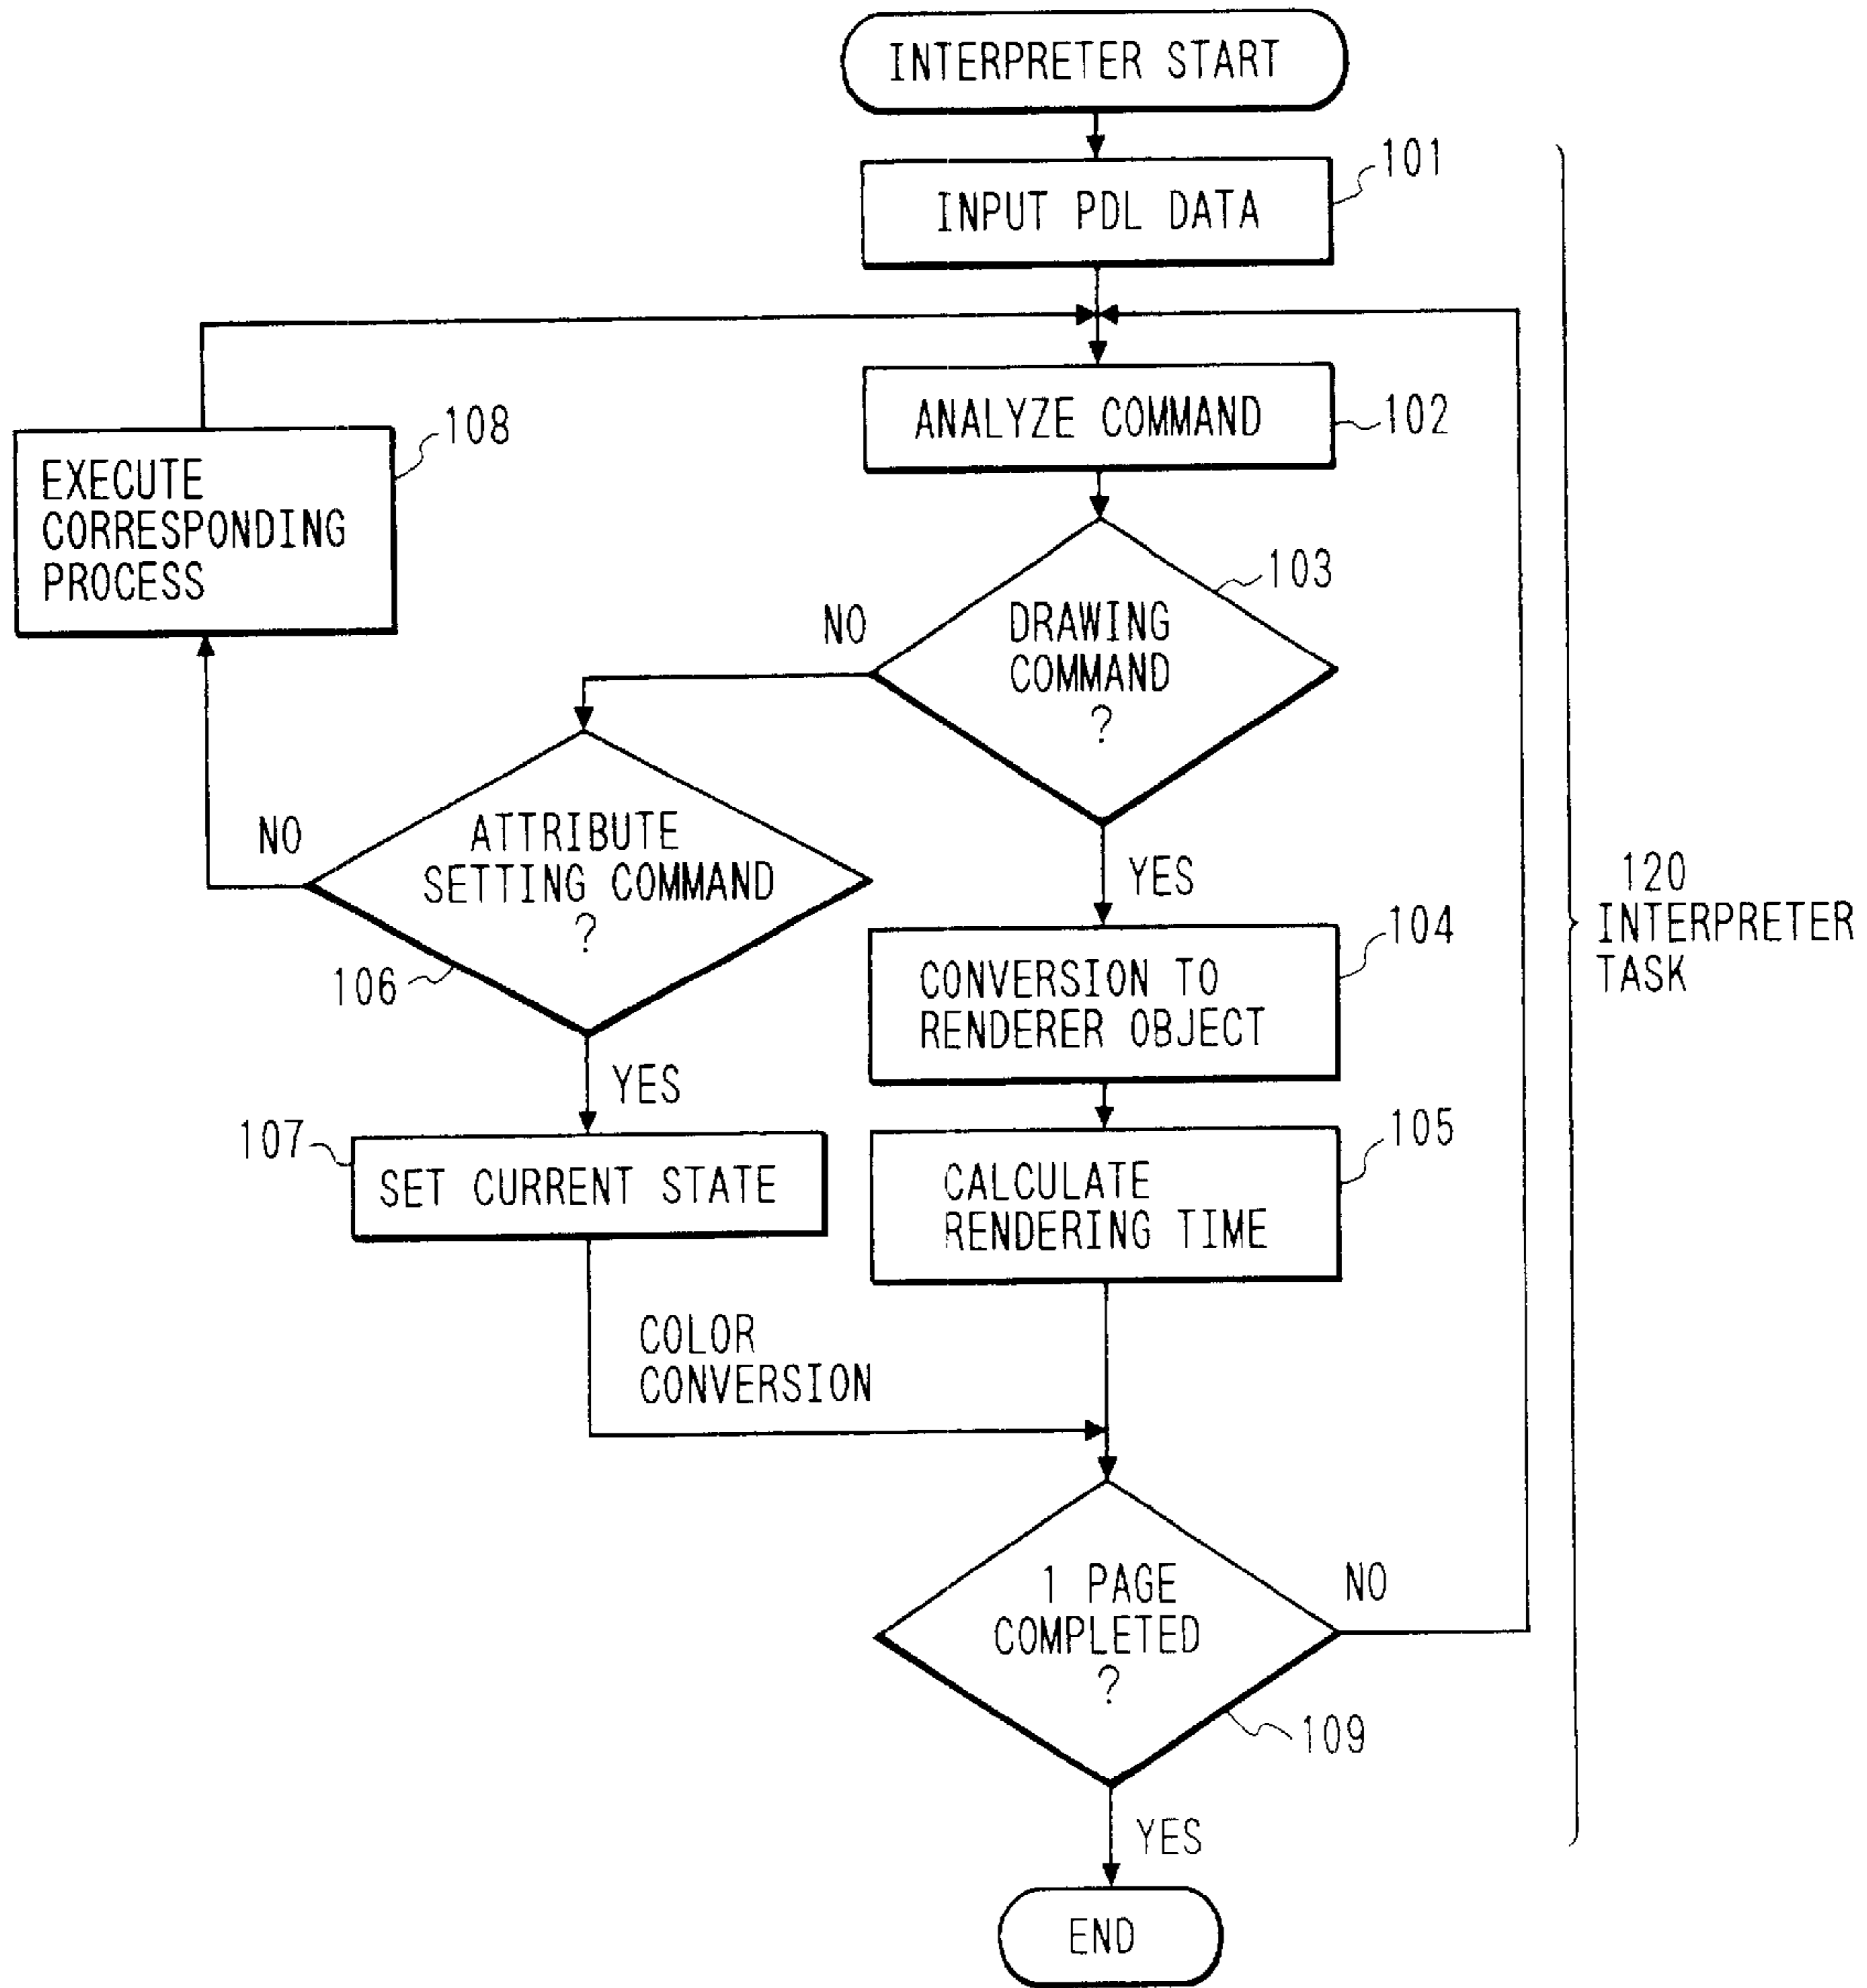 INTERPRETER START
101
INPUT PDL DATA
ANALYZE COMMAND
102
108
EXECUTE
CORRESPONDING
PROCESS
103
DRAWING
COMMAND
?
NO
ATTRIBUTE
SETTING COMMAND
?
NO
106
YES
104
CONVERSION TO
RENDERER OBJECT
120
INTERPRETER
TASK
YES
107
SET CURRENT STATE
105
CALCULATE
RENDERING TIME
COLOR
CONVERSION
1 PAGE
COMPLETED
?
NO
109
YES
END